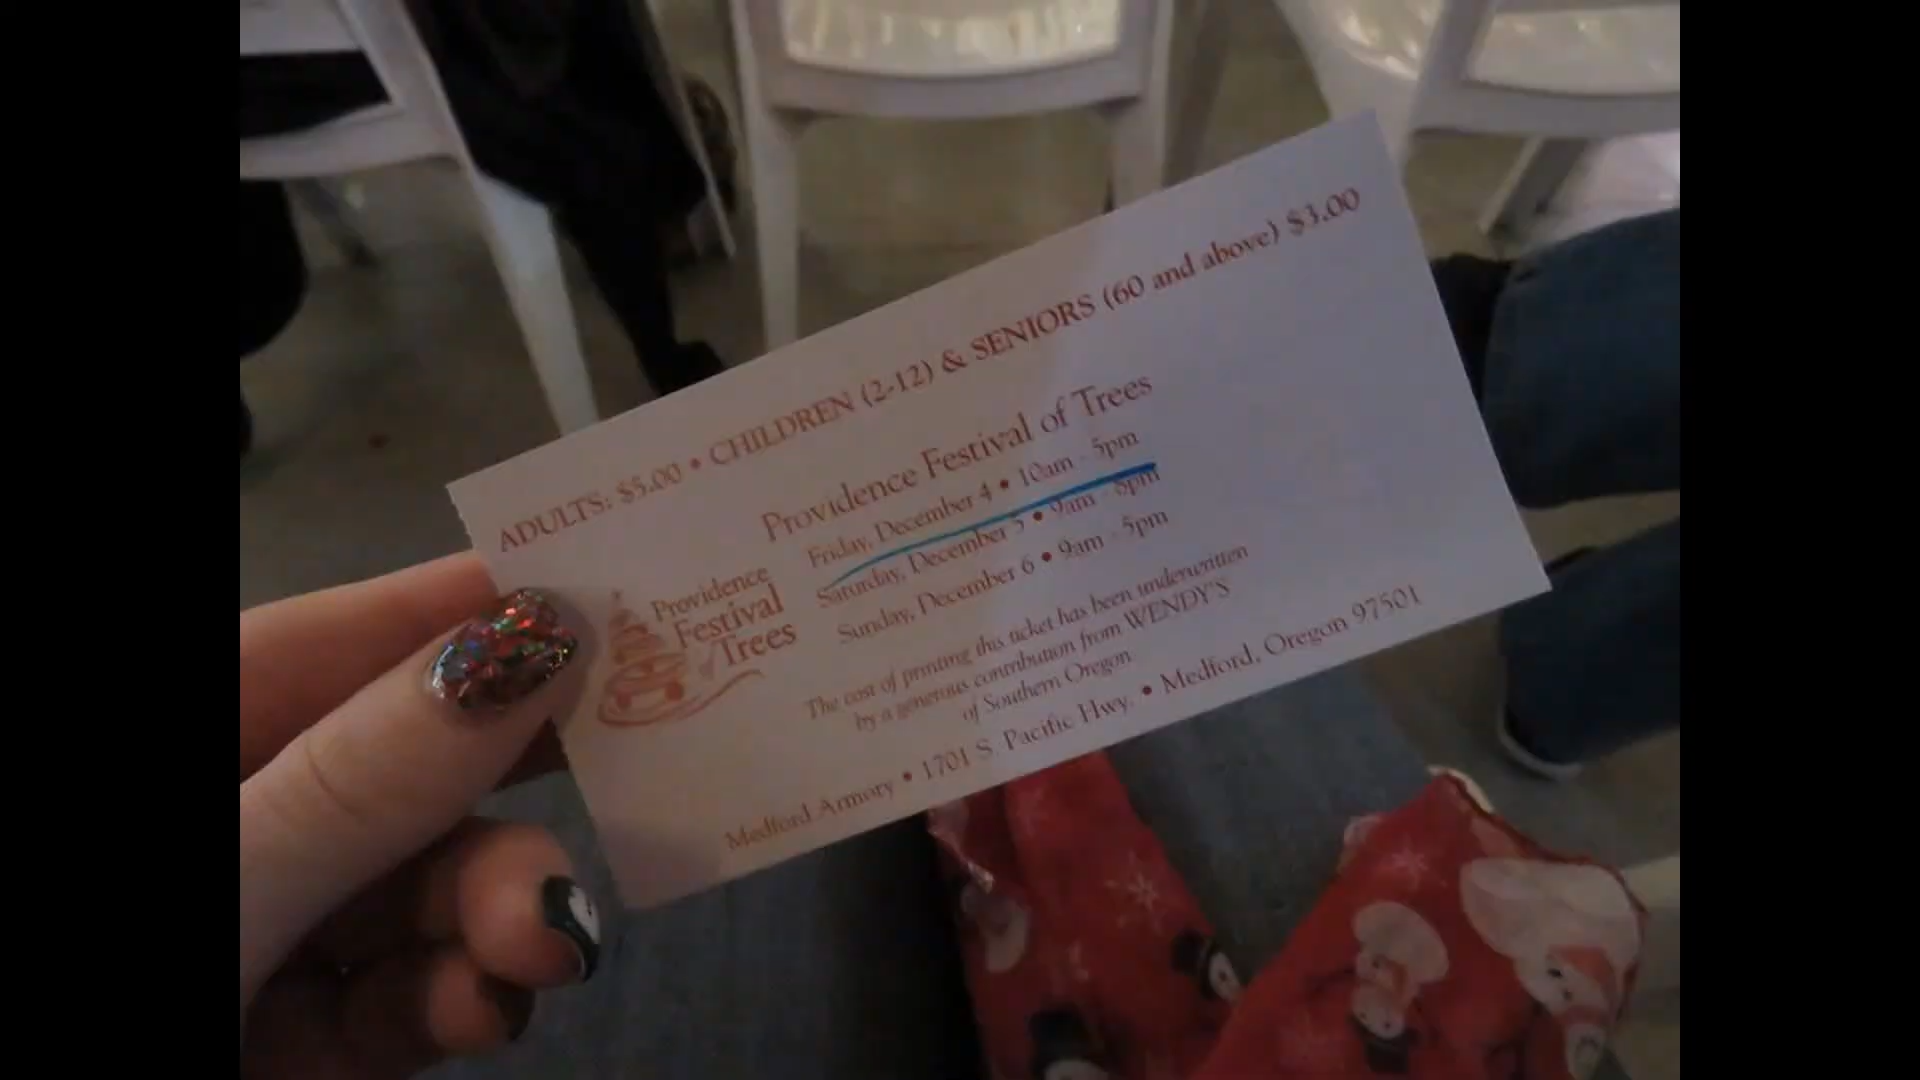 ADULTS: $5.00 • CHILDREN (2-12) & SENIORS (60 and above) $3.00
Providence Festival of Trees
Friday, December 4 • 10am - 5pm
Saturday, December 5 • 9am - 8pm
Sunday, December 6 • 9am - 5pm
Providence
Festival
of Trees
The cost of printing this ticket has been underwritten
by a generous contribution from WENDY'S
of Southern Oregon
Medford Armory • 1701 S. Pacific Hwy. • Medford, Oregon 97501